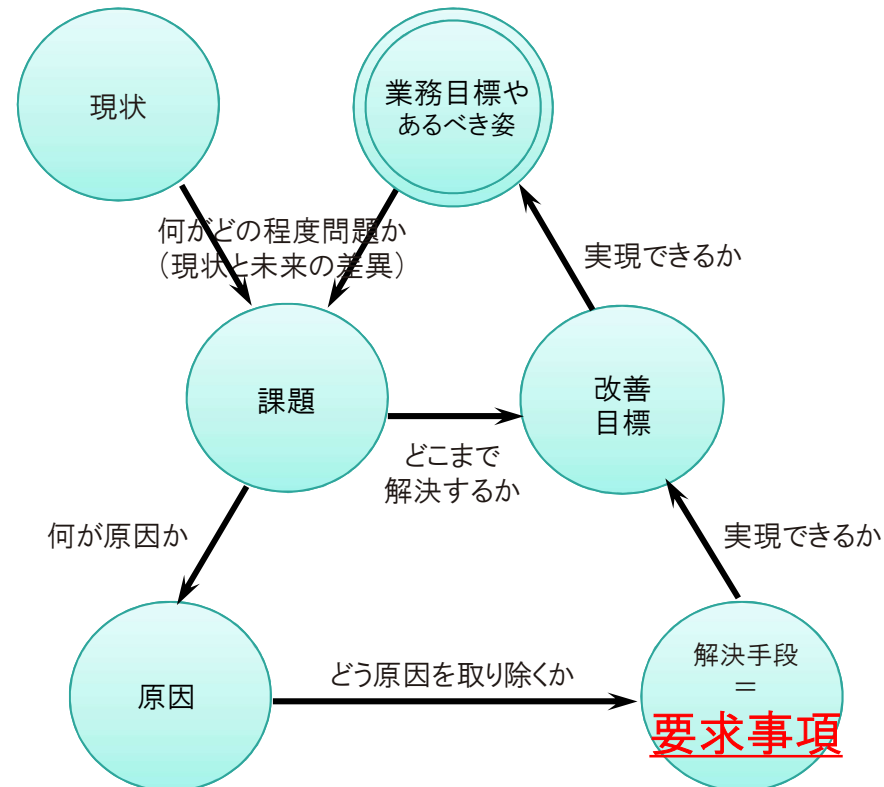 現状
業務目標や
あるべき姿
何がどの程度問題か
（現状と未来の差異）
実現できるか
課題
改善
目標
どこまで
解決するか
何が原因か
実現できるか
原因
どう原因を取り除くか
解決手段
＝
要求事項